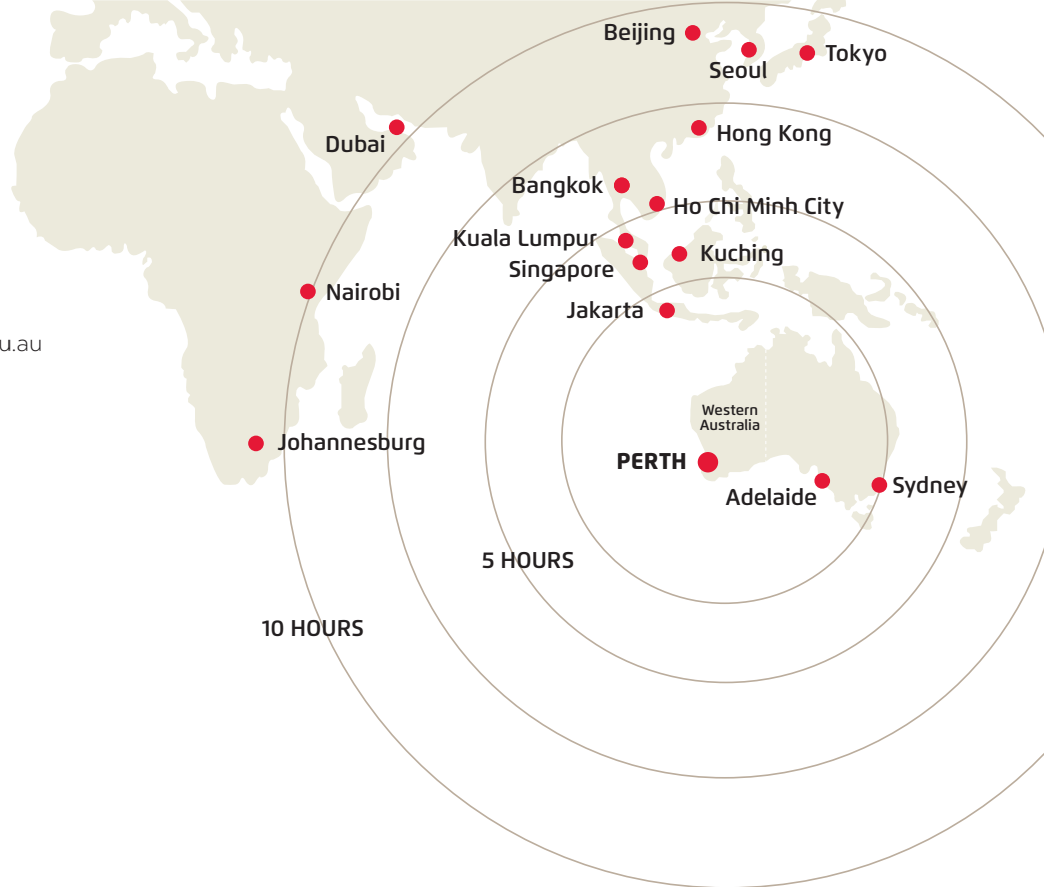 Beijing
Seoul
Tokyo
Dubai
Hong Kong
Bangkok
Ho Chi Minh City
Kuala Lumpur
Kuching
Singapore
Nairobi
Jakarta
u.au
Western
Australia
Johannesburg
PERTH
Adelaide
Sydney
5 HOURS
10 HOURS